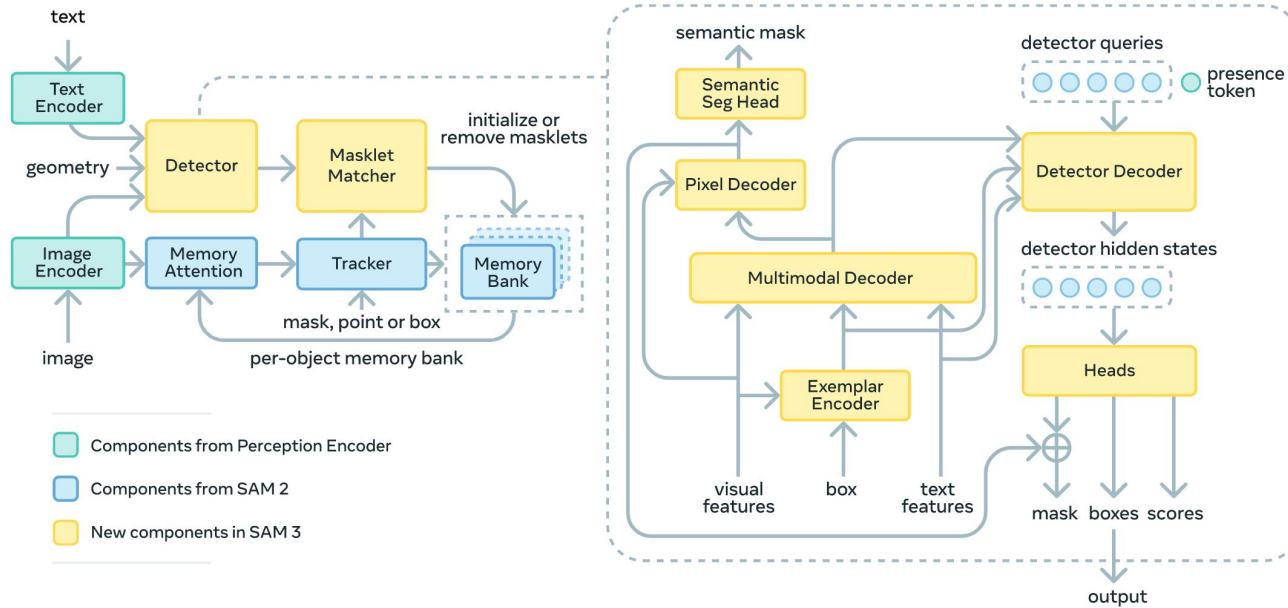 text
Text
Encoder
geometry
Detector
Masklet
Matcher
initialize or
remove masklets
Image
Encoder
Memory
Attention
Tracker
Memory
Bank
mask, point or box
image
per-object memory bank
Components from Perception Encoder
Components from SAM 2
New components in SAM 3
semantic mask
Semantic
Seg Head
Pixel Decoder
Multimodal Decoder
Exemplar
Encoder
visual
features
box
text
features
detector queries
presence
token
Detector Decoder
detector hidden states
Heads
mask
boxes
scores
output